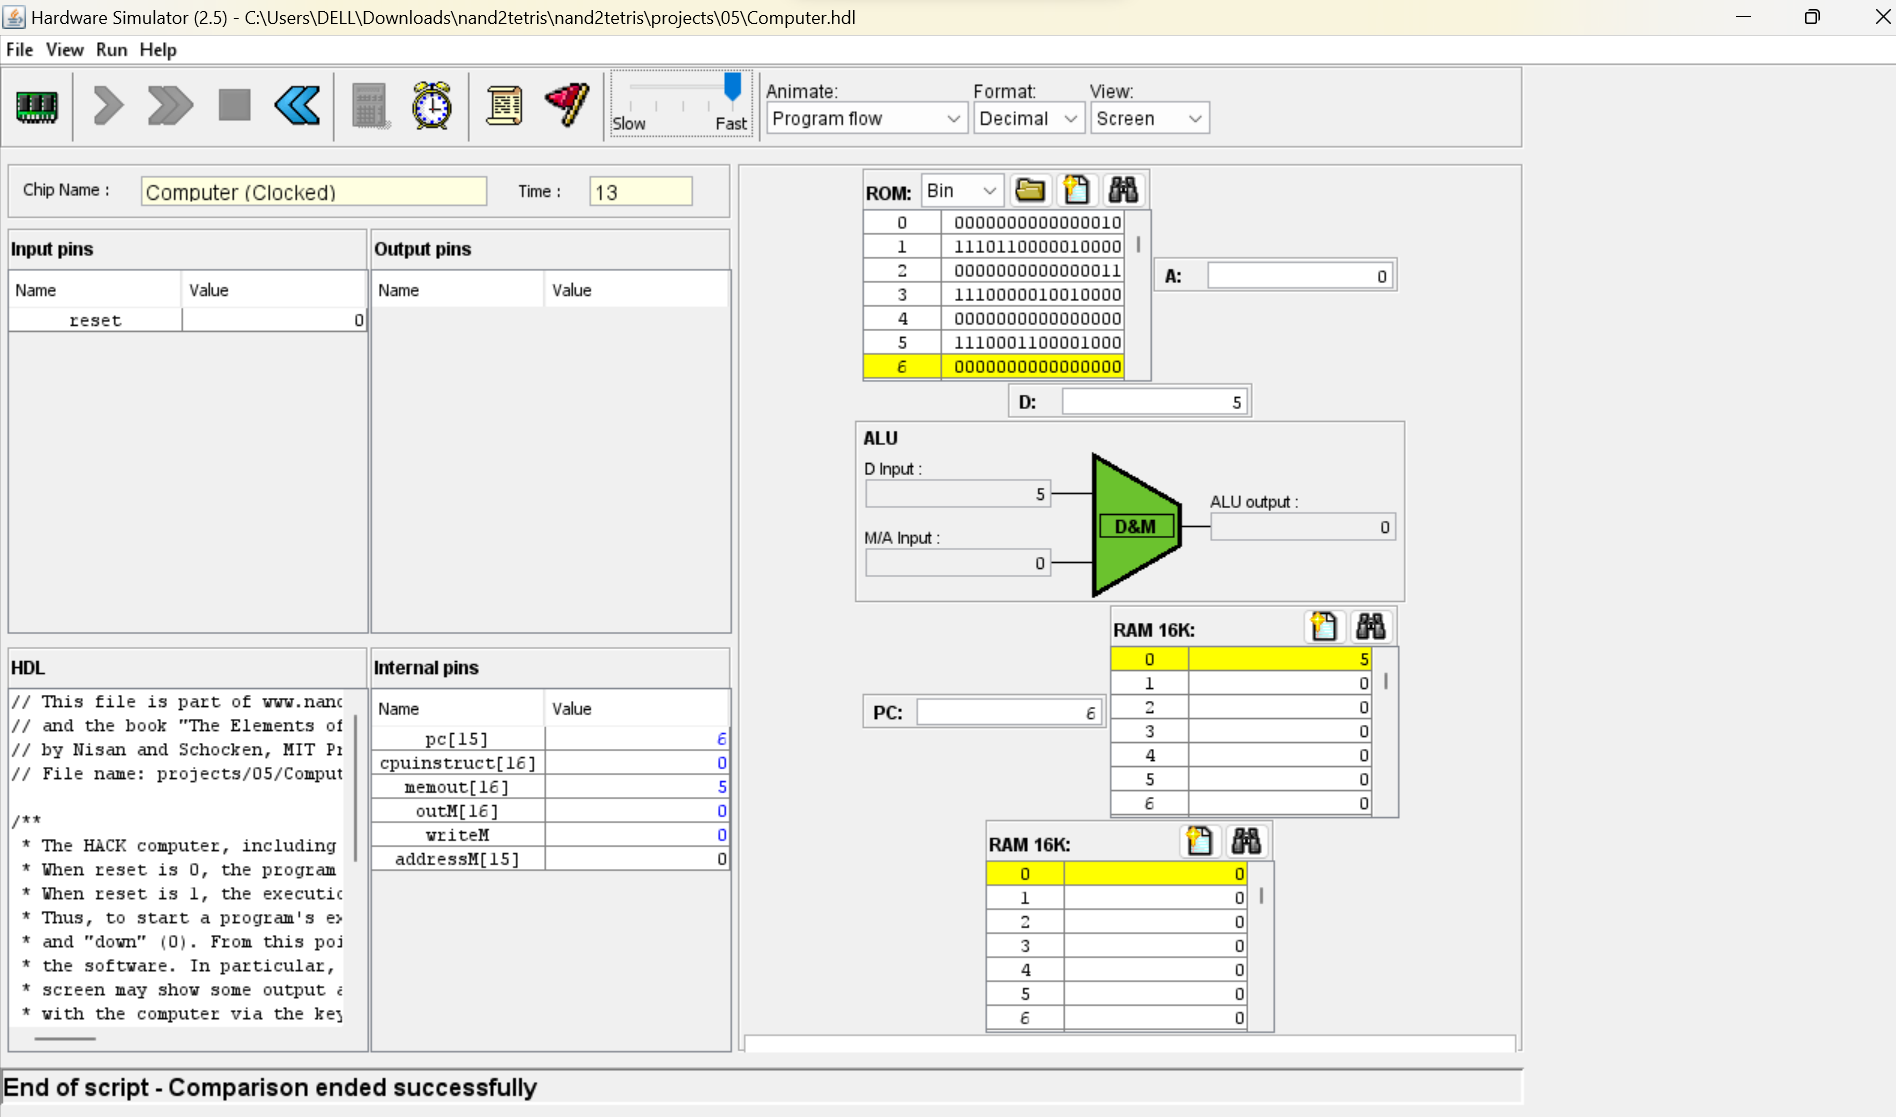 Hardware Simulator (2.5) - C:\Users\DELL\Downloads\nand2tetris\nand2tetris\projects\05\Computer.hdl
File View Run Help
Slow Fast
Animate: Format: View:
Program flow Decimal Screen
Chip Name : Computer (Clocked) Time : 13
Input pins
Name Value
reset 0
Output pins
Name Value
HDL
// This file is part of www.nand
// and the book "The Elements of
// by Nisan and Schocken, MIT Pr
// File name: projects/05/Comput
/**
* The HACK computer, including
* When reset is 0, the program
* When reset is 1, the executic
* Thus, to start a program's ex
* and "down" (0). From this poi
* the software. In particular,
* screen may show some output a
* with the computer via the key
Internal pins
Name Value
pc[15] 6
cpuinstruct[16] 0
memout[16] 5
outM[16] 0
writeM 0
addressM[15] 0
ROM: Bin
0 0000000000000010
1 1110110000010000
2 0000000000000011
3 1110000010010000
4 0000000000000000
5 1110001100001000
6 0000000000000000
A: 0
D: 5
ALU
D Input :
5
M/A Input :
0
D&M
ALU output :
0
RAM 16K:
0 5
1 0
2 0
3 0
4 0
5 0
6 0
PC: 6
RAM 16K:
0 0
1 0
2 0
3 0
4 0
5 0
6 0
End of script - Comparison ended successfully